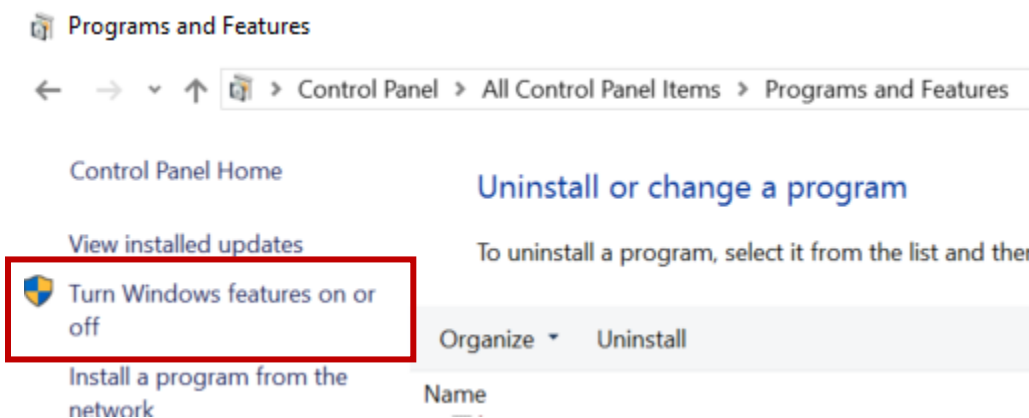 Programs and Features
Control Panel > All Control Panel Items > Programs and Features
Control Panel Home
View installed updates
Turn Windows features on or
off
Install a program from the
network
Uninstall or change a program
To uninstall a program, select it from the list and
Organize Uninstall
Name